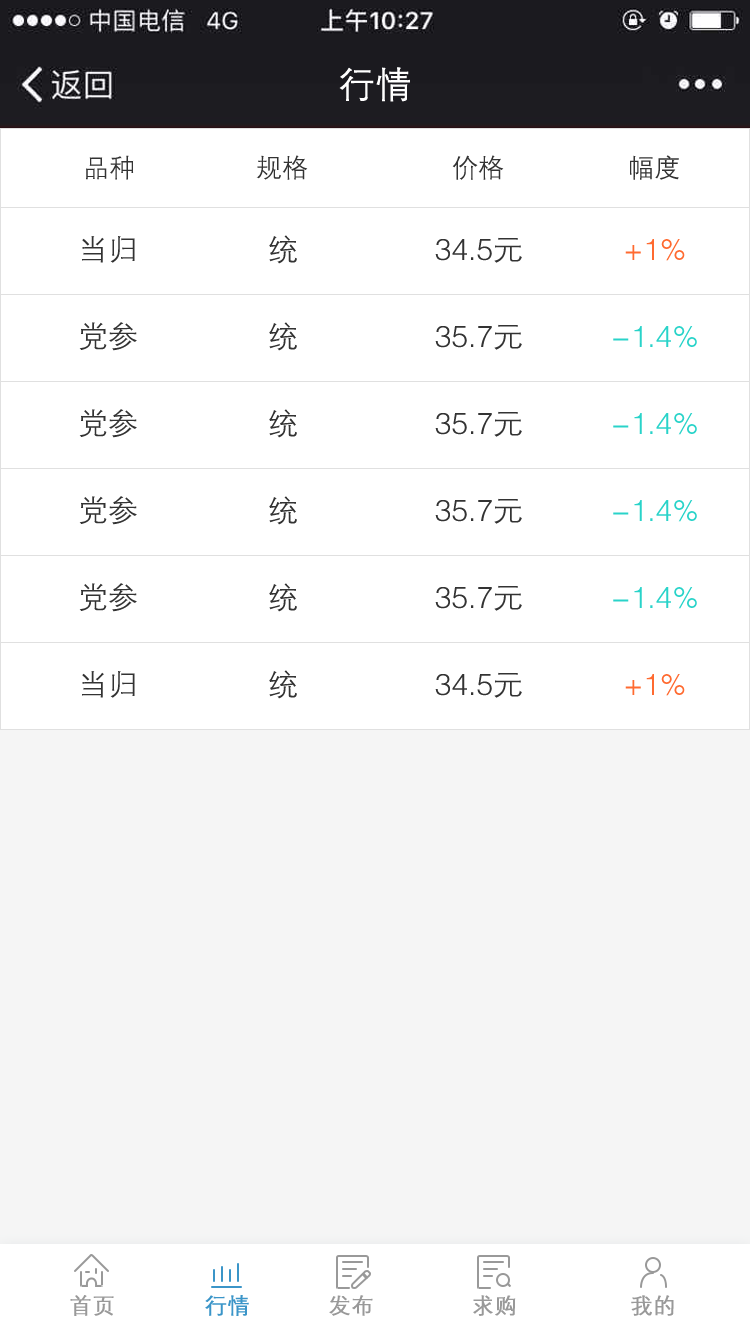 中国电信 4G 上午10:27
返回 行情
品种 规格 价格 幅度
当归 统 34.5元 +1%
党参 统 35.7元 -1.4%
党参 统 35.7元 -1.4%
党参 统 35.7元 -1.4%
党参 统 35.7元 -1.4%
当归 统 34.5元 +1%
首页 行情 发布 求购 我的